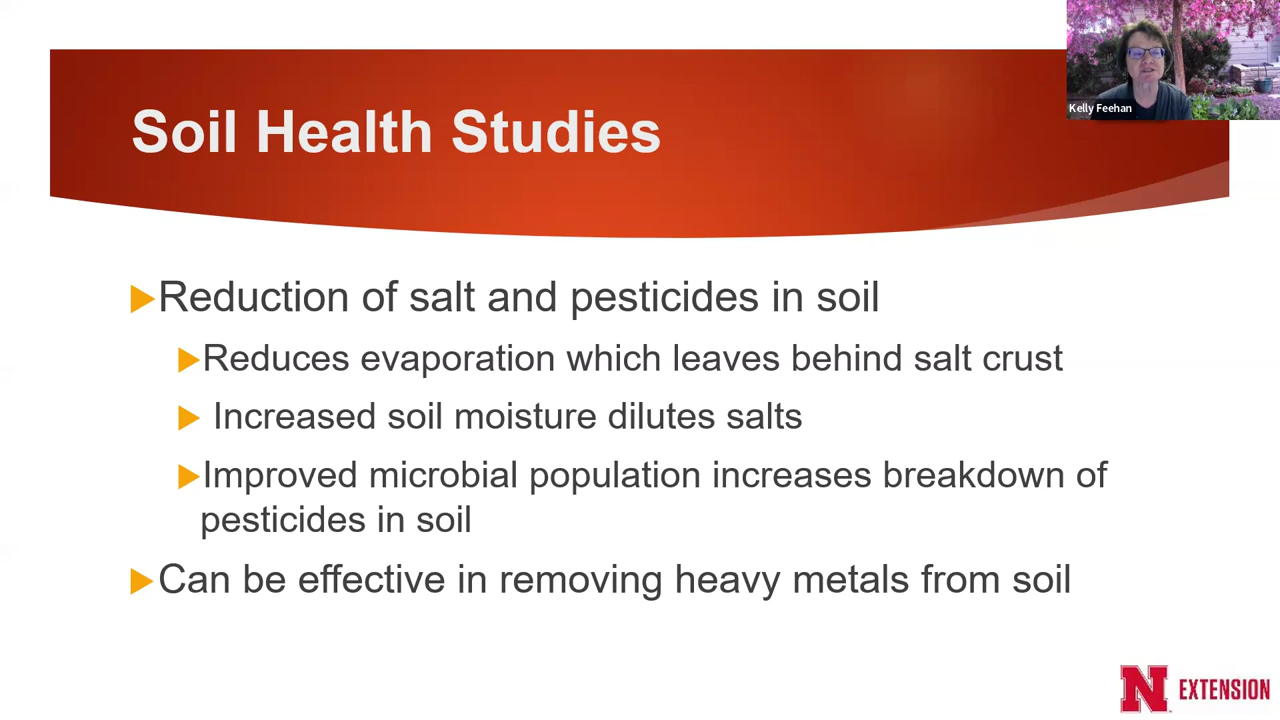 Kelly Feehan
Soil Health Studies
Reduction of salt and pesticides in soil
Reduces evaporation which leaves behind salt crust
Increased soil moisture dilutes salts
Improved microbial population increases breakdown of
pesticides in soil
Can be effective in removing heavy metals from soil
N EXTENSION